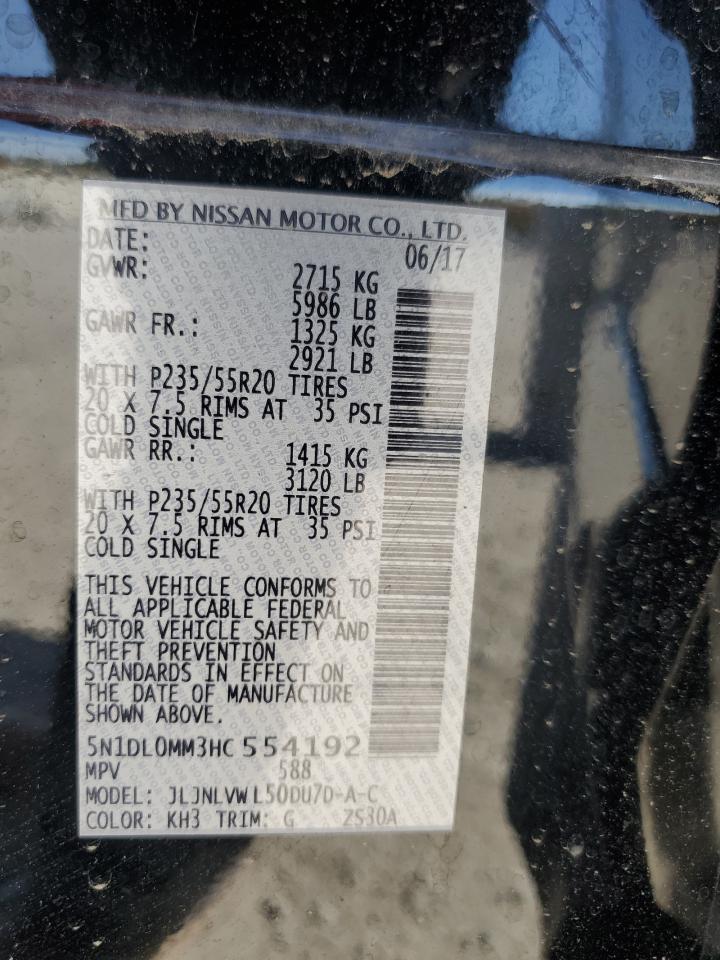 MFD BY NISSAN MOTOR CO., LTD.
DATE: 06/17
GVWR: 2715 KG
5986 LB
GAWR FR.: 1325 KG
2921 LB
WITH P235/55R20 TIRES
20 X 7.5 RIMS AT 35 PSI
COLD SINGLE
GAWR RR.: 1415 KG
3120 LB
WITH P235/55R20 TIRES
20 X 7.5 RIMS AT 35 PSI
COLD SINGLE
THIS VEHICLE CONFORMS TO
ALL APPLICABLE FEDERAL
MOTOR VEHICLE SAFETY AND
THEFT PREVENTION
STANDARDS IN EFFECT ON
THE DATE OF MANUFACTURE
SHOWN ABOVE.
5N1DL0MM3HC 554192
MPV 588
MODEL: JLJNLVWL50DU7D-A-C
COLOR: KH3 TRIM: G ZS30A